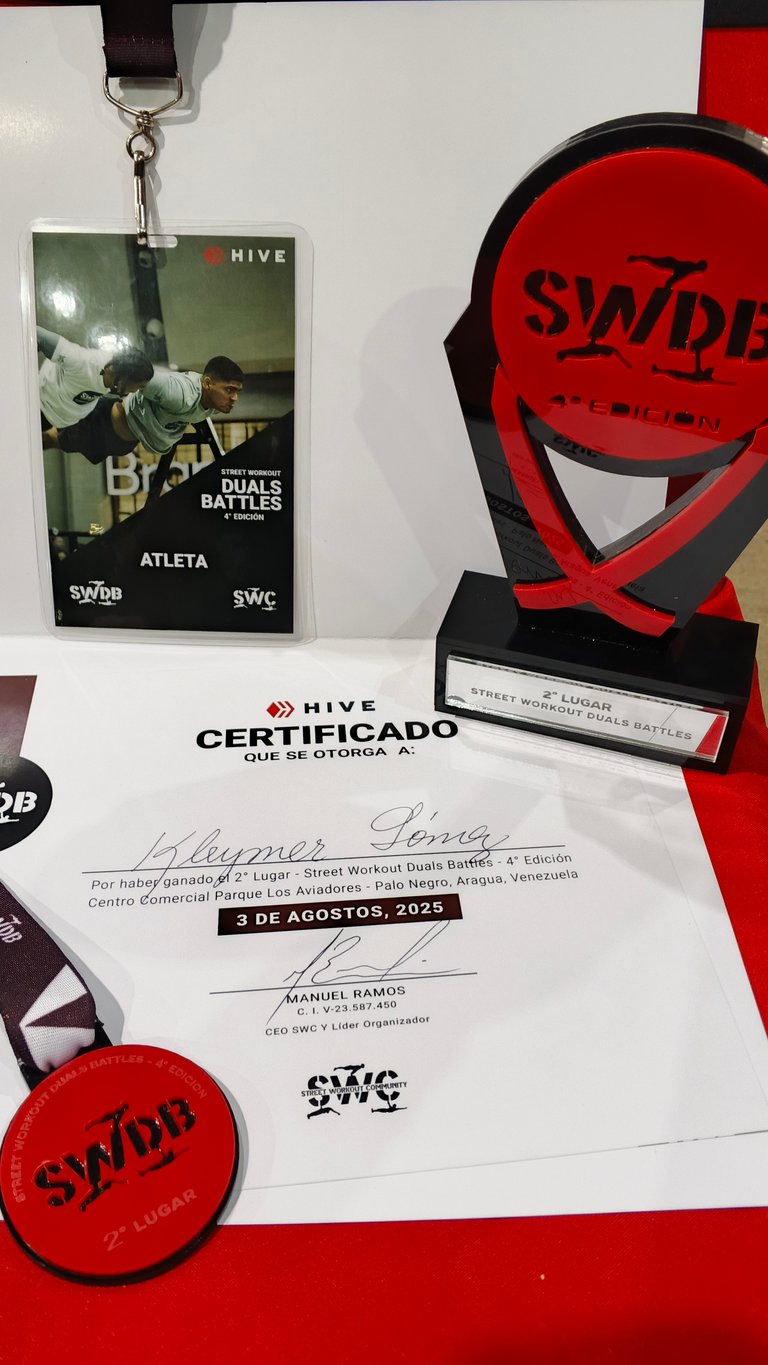 HIVE
Bra
STREET WORKOUT
DUALS
BATTLES
4° EDICIÓN
ATLETA
SWDB
SWC
SWDB
4° EDICIÓN
2° LUGAR
STREET WORKOUT DUALS BATTLES
HIVE
CERTIFICADO
QUE SE OTORGA A:
Kleymer Gómez
Por haber ganado el 2° Lugar - Street Workout Duals Battles - 4° Edición
Centro Comercial Parque Los Aviadores - Palo Negro, Aragua, Venezuela
3 DE AGOSTOS, 2025
MANUEL RAMOS
C. I. V-23.587.450
CEO SWC Y Líder Organizador
SWC
STREET WORKOUT COMMUNITY
DB
STREET WORKOUT DUALS BATTLES - 4° EDICIÓN
SWDB
2° LUGAR